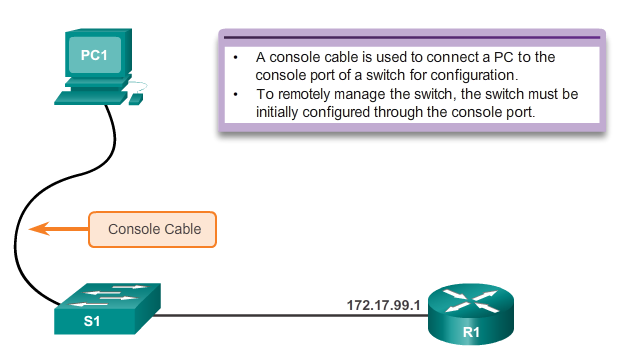 PC1
• A console cable is used to connect a PC to the
console port of a switch for configuration.
• To remotely manage the switch, the switch must be
initially configured through the console port.
Console Cable
172.17.99.1
S1
R1